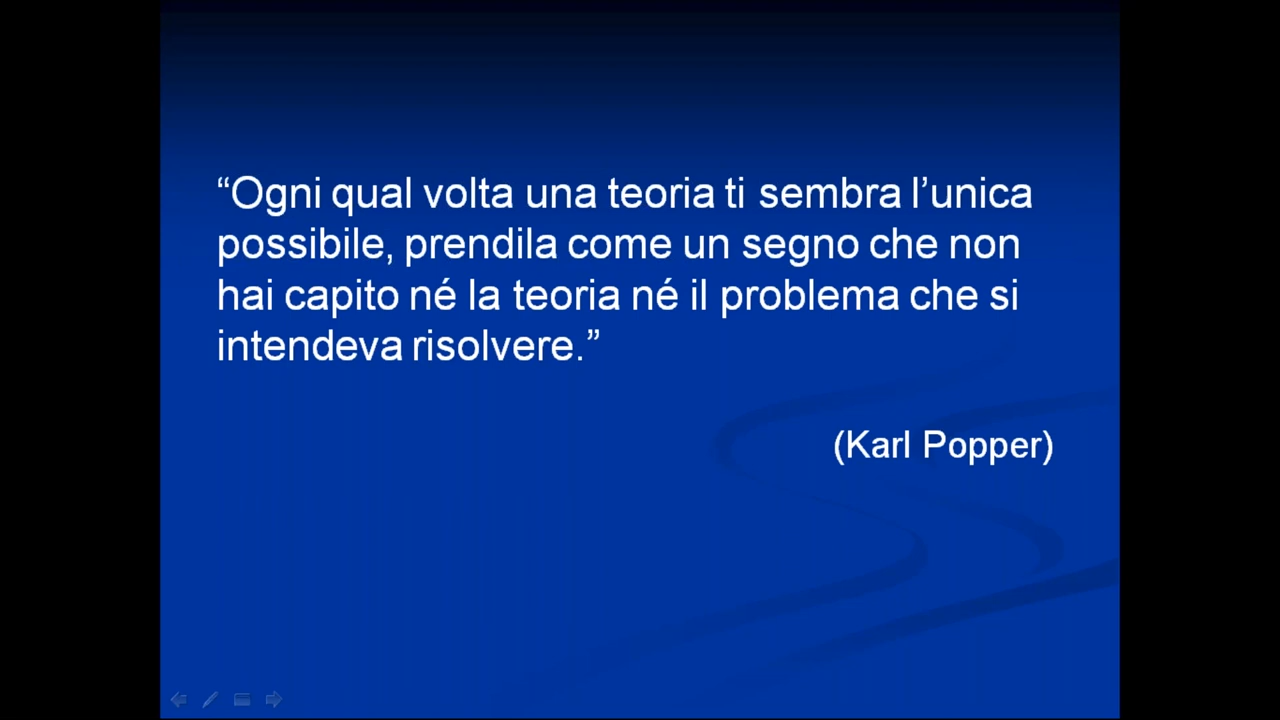 “Ogni qual volta una teoria ti sembra l’unica
possibile, prendila come un segno che non
hai capito né la teoria né il problema che si
intendeva risolvere.”
(Karl Popper)